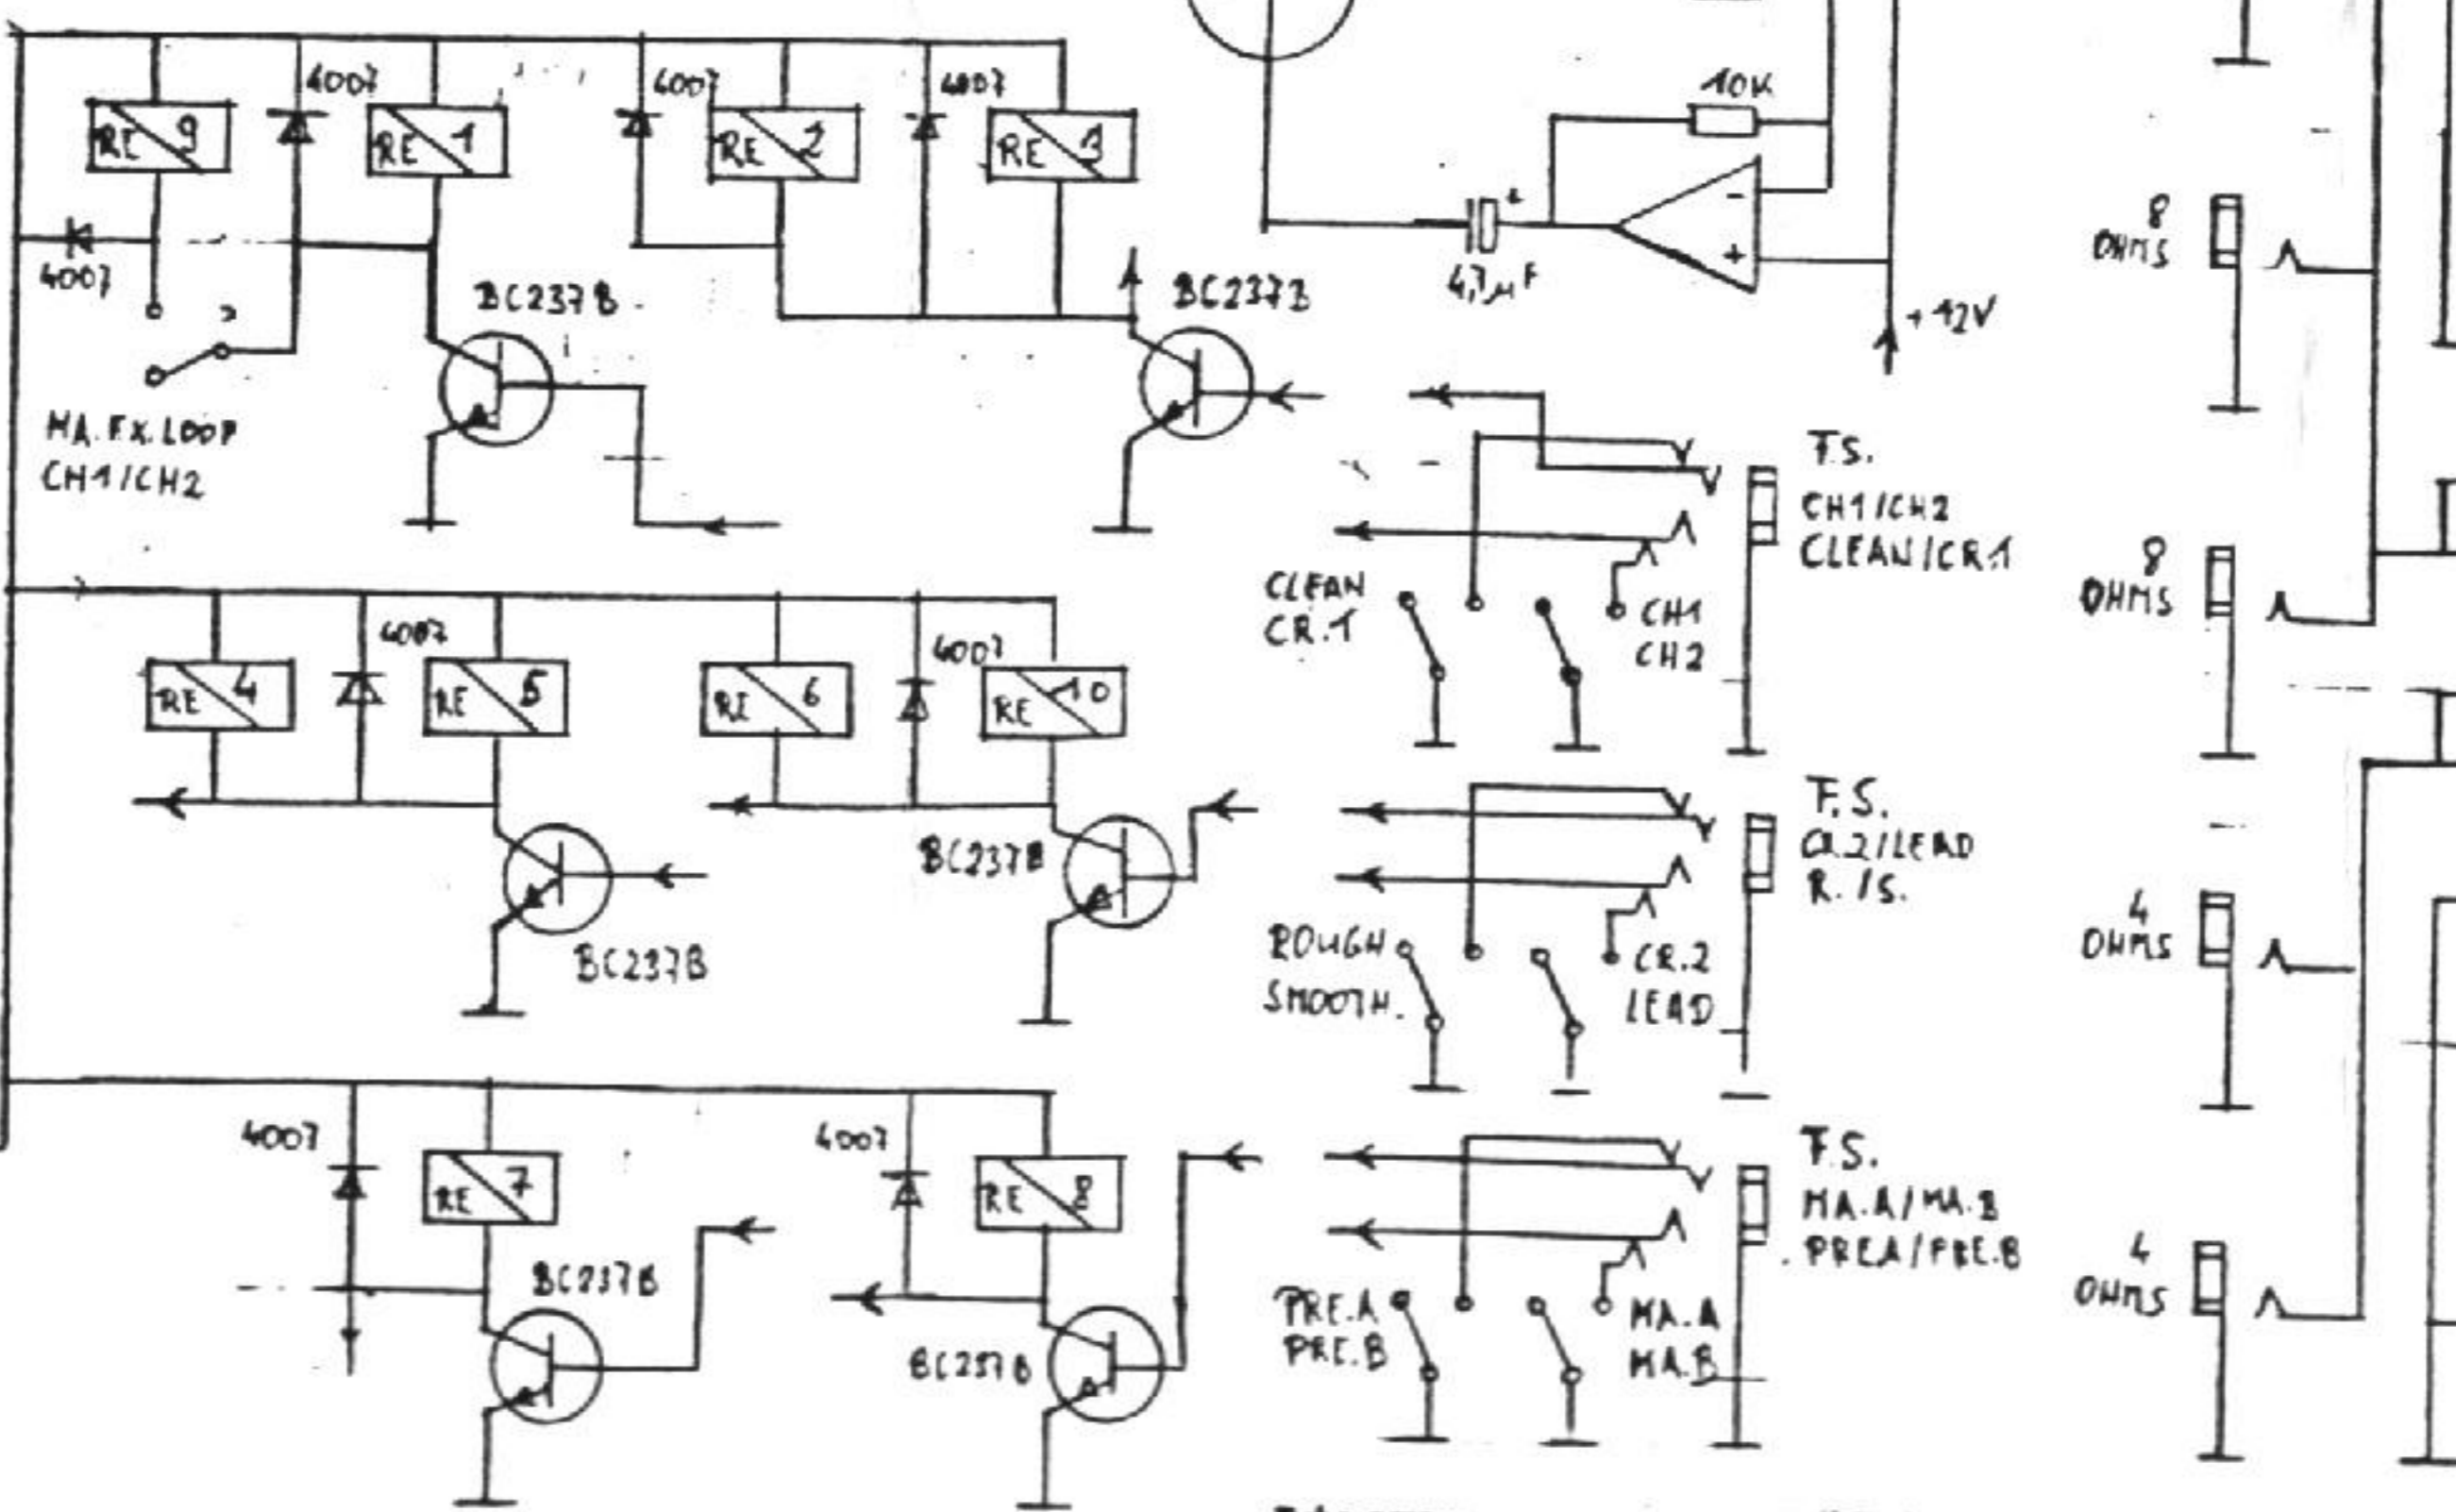 4007
4007
4007
10K
RE 9
RE 1
RE 2
RE 3
-
+
4007
BC237B
BC237B
+
4,7µF
+12V
8
OHMS
MA. F.X. LOOP
CH1/CH2
F.S.
CH1/CH2
CLEAN/CR.1
CLEAN
CR.1
CH1
CH2
8
OHMS
4007
4007
RE 4
RE 5
RE 6
RE 10
BC237B
BC237B
F.S.
CR.2/LEAD
R./S.
ROUGH
SMOOTH.
CR.2
LEAD
4
OHMS
4007
4007
RE 7
RE 8
BC237B
BC237B
F.S.
MA.A/MA.B
PRE.A/PRE.B
PRE.A
PRE.B
MA.A
MA.B
4
OHMS